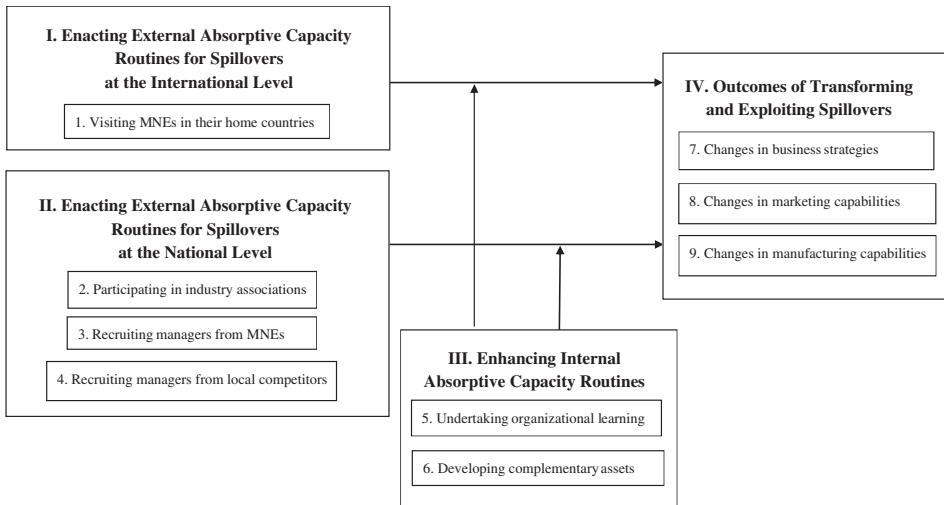 I. Enacting External Absorptive Capacity
Routines for Spillovers
at the International Level
1. Visiting MNEs in their home countries
II. Enacting External Absorptive Capacity
Routines for Spillovers
at the National Level
2. Participating in industry associations
3. Recruiting managers from MNEs
4. Recruiting managers from local competitors
III. Enhancing Internal
Absorptive Capacity Routines
5. Undertaking organizational learning
6. Developing complementary assets
IV. Outcomes of Transforming
and Exploiting Spillovers
7. Changes in business strategies
8. Changes in marketing capabilities
9. Changes in manufacturing capabilities